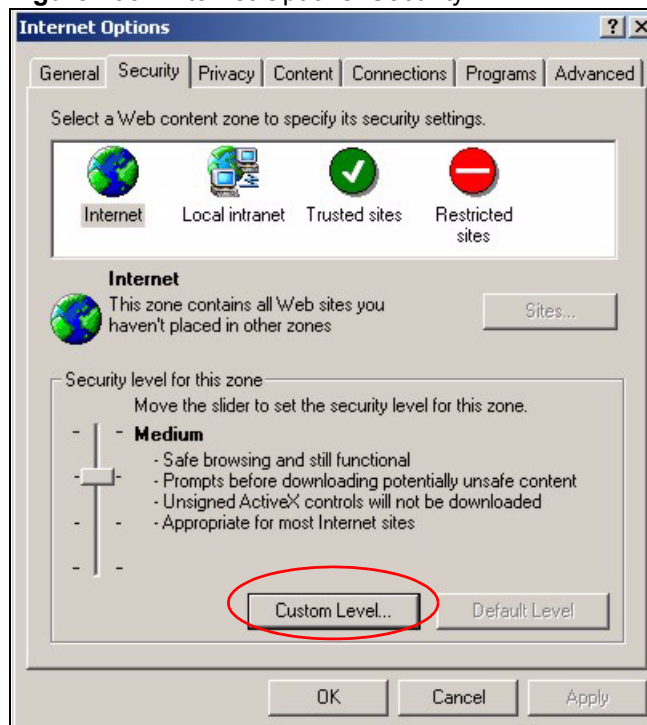 Internet Options
General Security Privacy Content Connections Programs Advanced
Select a Web content zone to specify its security settings.
Internet Local intranet Trusted sites Restricted
sites
Internet
This zone contains all Web sites you
haven't placed in other zones
Sites...
Security level for this zone
Move the slider to set the security level for this zone.
Medium
- Safe browsing and still functional
- Prompts before downloading potentially unsafe content
- Unsigned ActiveX controls will not be downloaded
- Appropriate for most Internet sites
Custom Level... Default Level
OK Cancel Apply